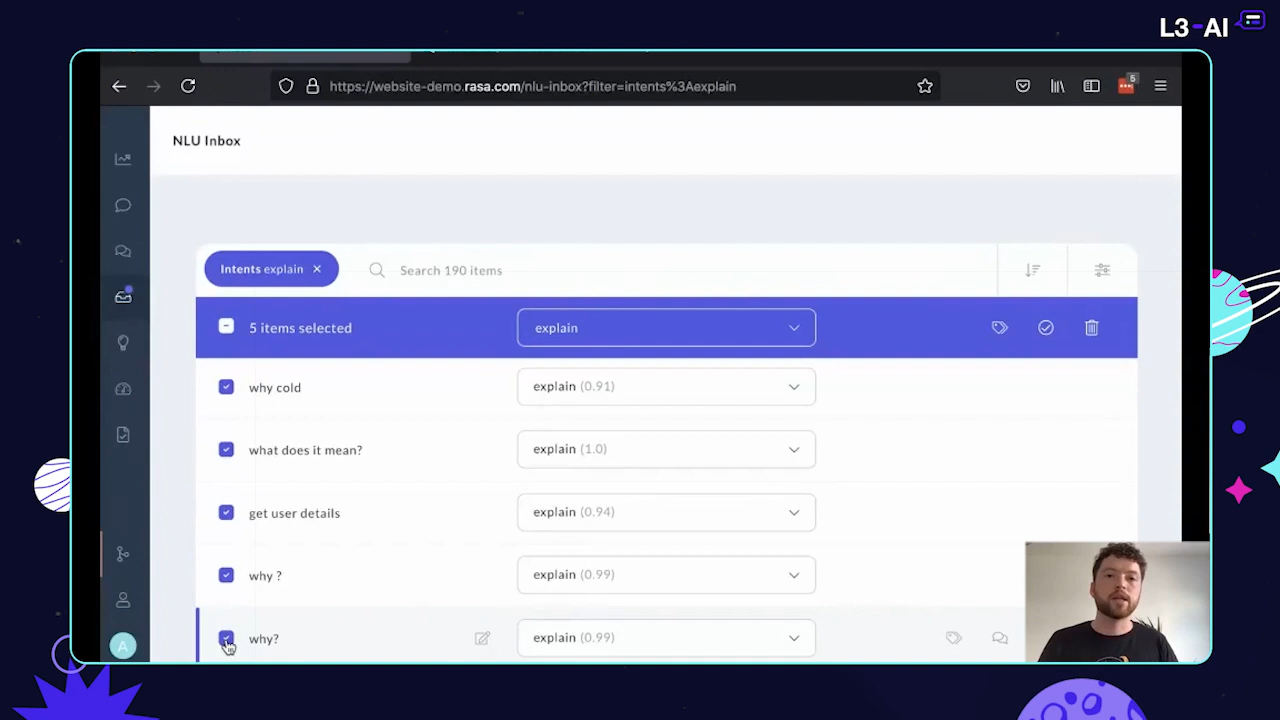 L3-AI
https://website-demo.rasa.com/nlu-inbox?filter=intents%3Aexplain
5
NLU Inbox
Intents explain ×
Search 190 items
5 items selected
explain
why cold
explain (0.91)
what does it mean?
explain (1.0)
get user details
explain (0.94)
why ?
explain (0.99)
why?
explain (0.99)
A